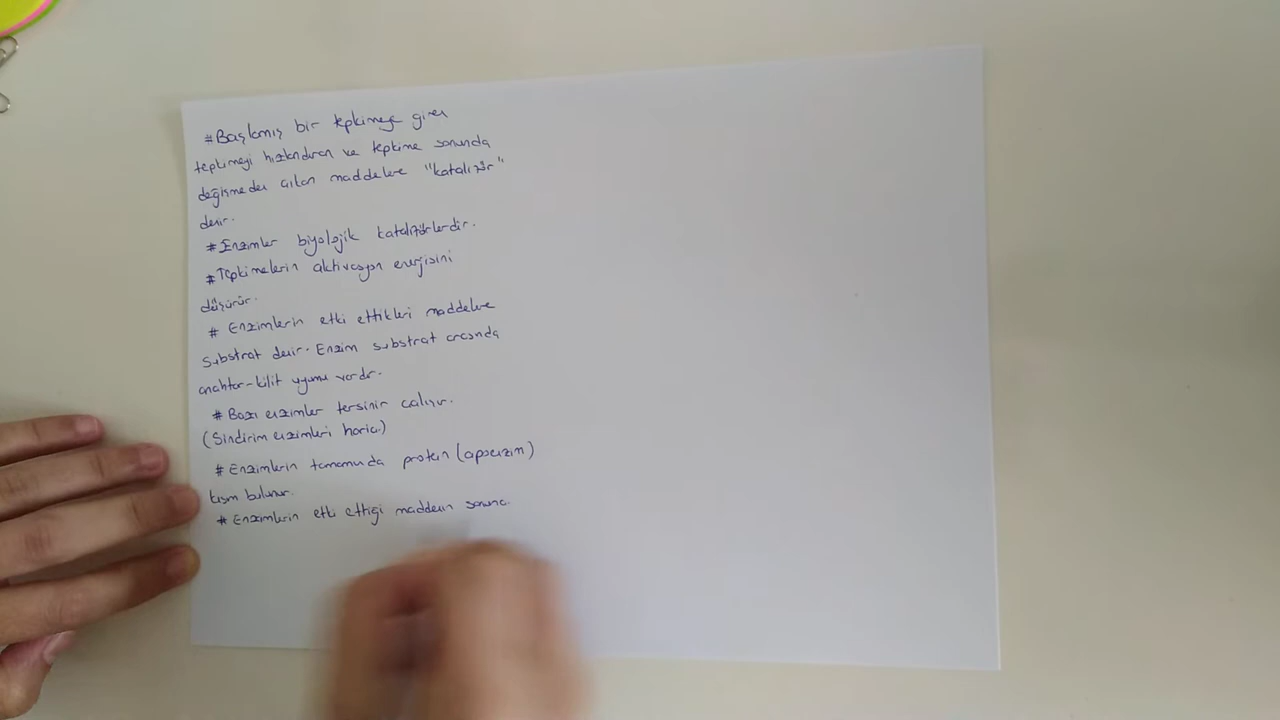 #Başlamış bir tepkimeye giren
tepkimeyi hızlandıran ve tepkime sonunda
değişmeden çıkan maddelere "katalizör"
denir.
#Enzimler biyolojik katalizörlerdir.
#Tepkimelerin aktivasyon enerjisini
düşürür.
# Enzimlerin etki ettikleri maddelere
substrat denir. Enzim substrat arasında
anahtar-kilit uyumu vardır.
# Bazı enzimler tersinir çalışır.
(Sindirim enzimleri hariç)
# Enzimlerin tamamında protein (apoenzim)
kısım bulunur.
# Enzimlerin etki ettiği maddenin sonuna